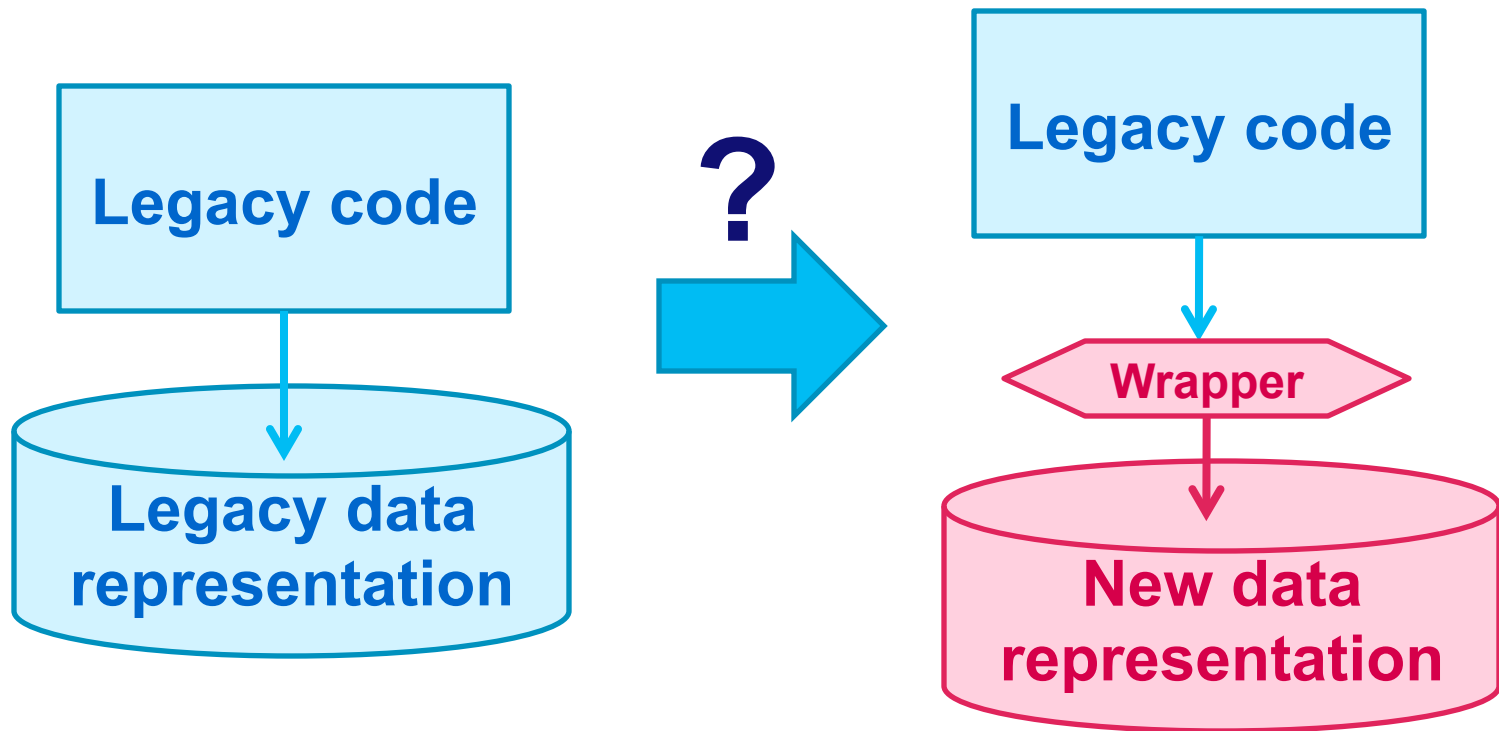 Legacy code
Legacy data
representation
?
Legacy code
Wrapper
New data
representation